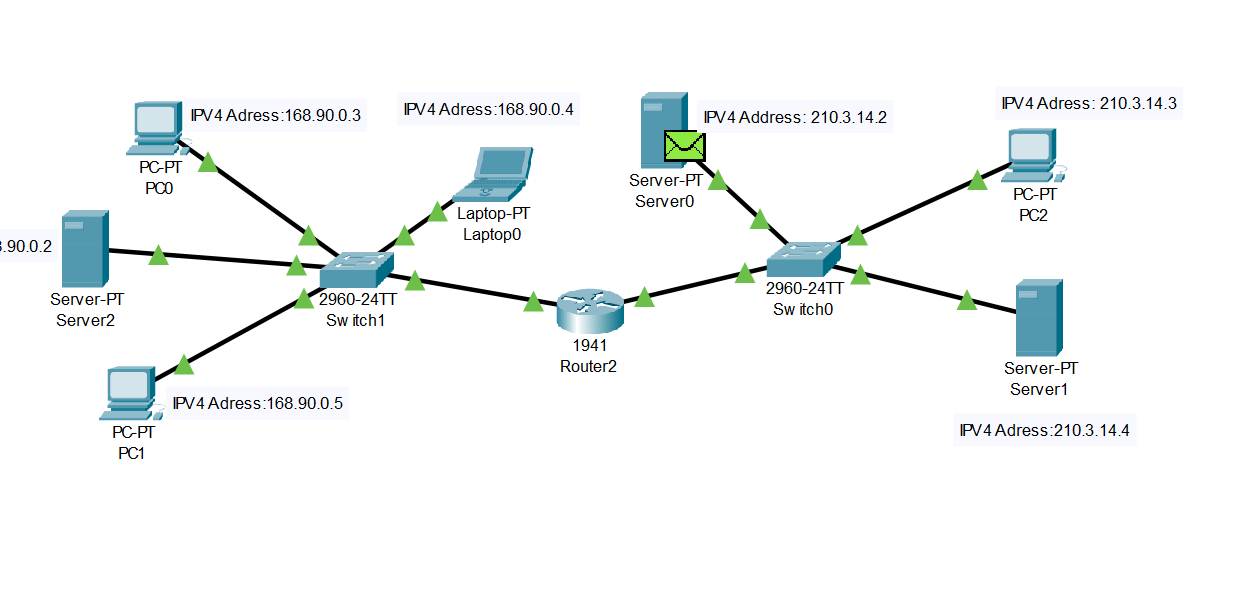 IPV4 Adress:168.90.0.3
IPV4 Adress:168.90.0.4
IPV4 Address: 210.3.14.2
IPV4 Adress: 210.3.14.3
PC-PT
PC0
Laptop-PT
Laptop0
Server-PT
Server0
PC-PT
PC2
.90.0.2
Server-PT
Server2
2960-24TT
Switch1
2960-24TT
Switch0
1941
Router2
Server-PT
Server1
IPV4 Adress:168.90.0.5
PC-PT
PC1
IPV4 Adress:210.3.14.4